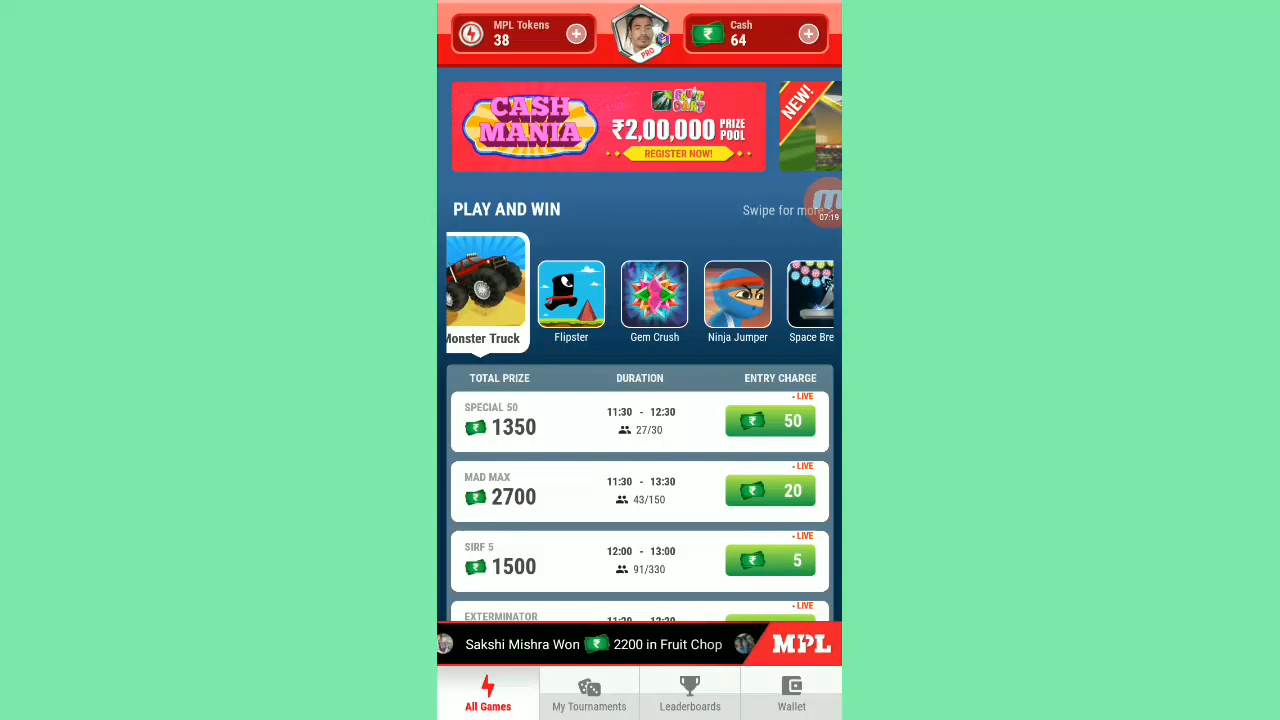 MPL Tokens
38
PRO
Cash
64
CASH
MANIA
₹2,00,000 PRIZE POOL
REGISTER NOW!
NEW!
PLAY AND WIN
Swipe for more
07:19
Monster Truck
Flipster
Gem Crush
Ninja Jumper
Space Bre
TOTAL PRIZE
DURATION
ENTRY CHARGE
SPECIAL 50
1350
11:30 - 12:30
27/30
• LIVE
50
MAD MAX
2700
11:30 - 13:30
43/150
• LIVE
20
SIRF 5
1500
12:00 - 13:00
91/330
• LIVE
5
EXTERMINATOR
• LIVE
Sakshi Mishra Won ₹ 2200 in Fruit Chop
MPL
All Games
My Tournaments
Leaderboards
Wallet